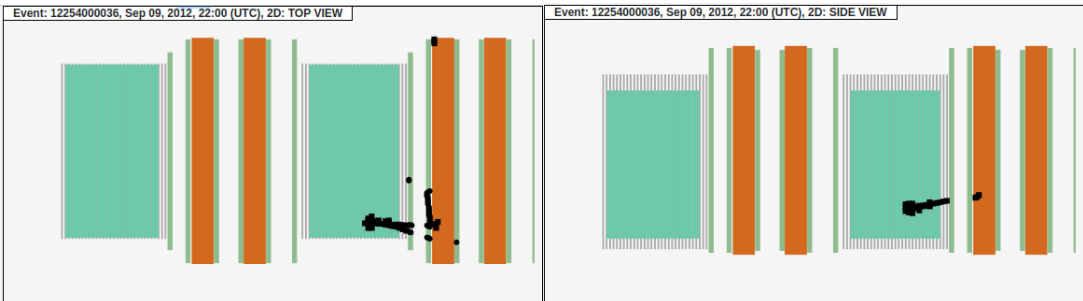 Event: 12254000036, Sep 09, 2012, 22:00 (UTC), 2D: TOP VIEW
Event: 12254000036, Sep 09, 2012, 22:00 (UTC), 2D: SIDE VIEW